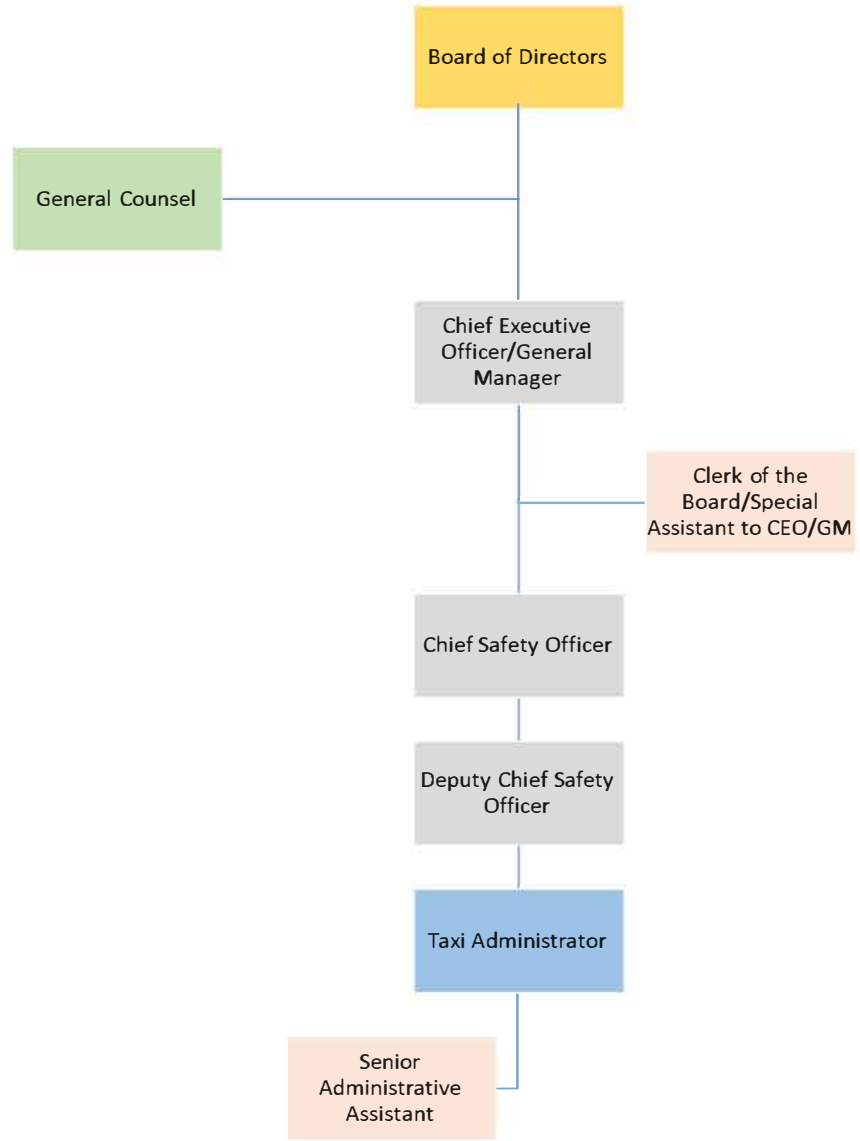 Board of Directors
General Counsel
Chief Executive
Officer/General
Manager
Clerk of the
Board/Special
Assistant to CEO/GM
Chief Safety Officer
Deputy Chief Safety
Officer
Taxi Administrator
Senior
Administrative
Assistant